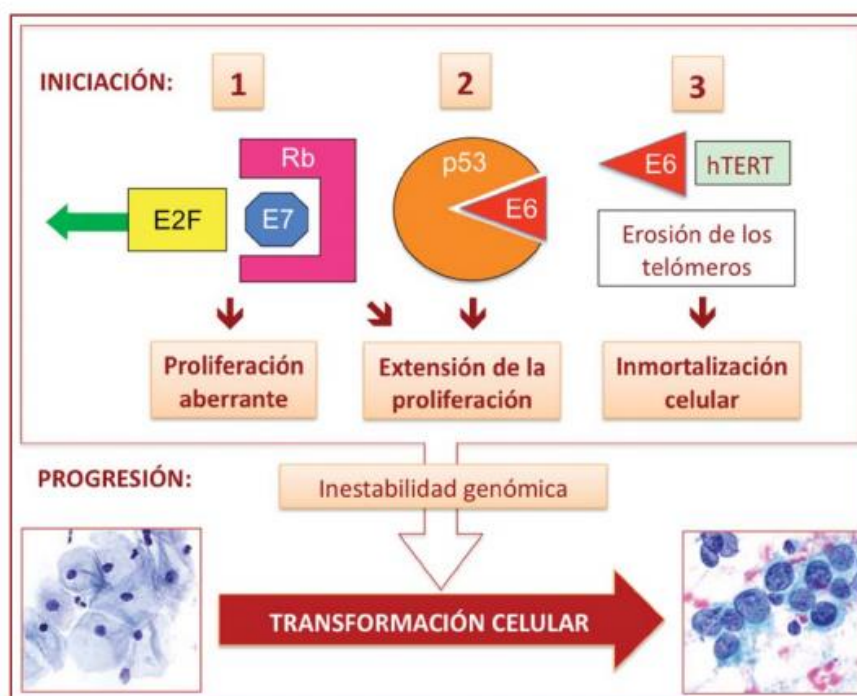 INICIACIÓN:
1
2
3
Rb
E2F
E7
p53
E6
E6
hTERT
Erosión de los
telómeros
Proliferación
aberrante
Extensión de la
proliferación
Inmortalización
celular
PROGRESIÓN:
Inestabilidad genómica
TRANSFORMACIÓN CELULAR